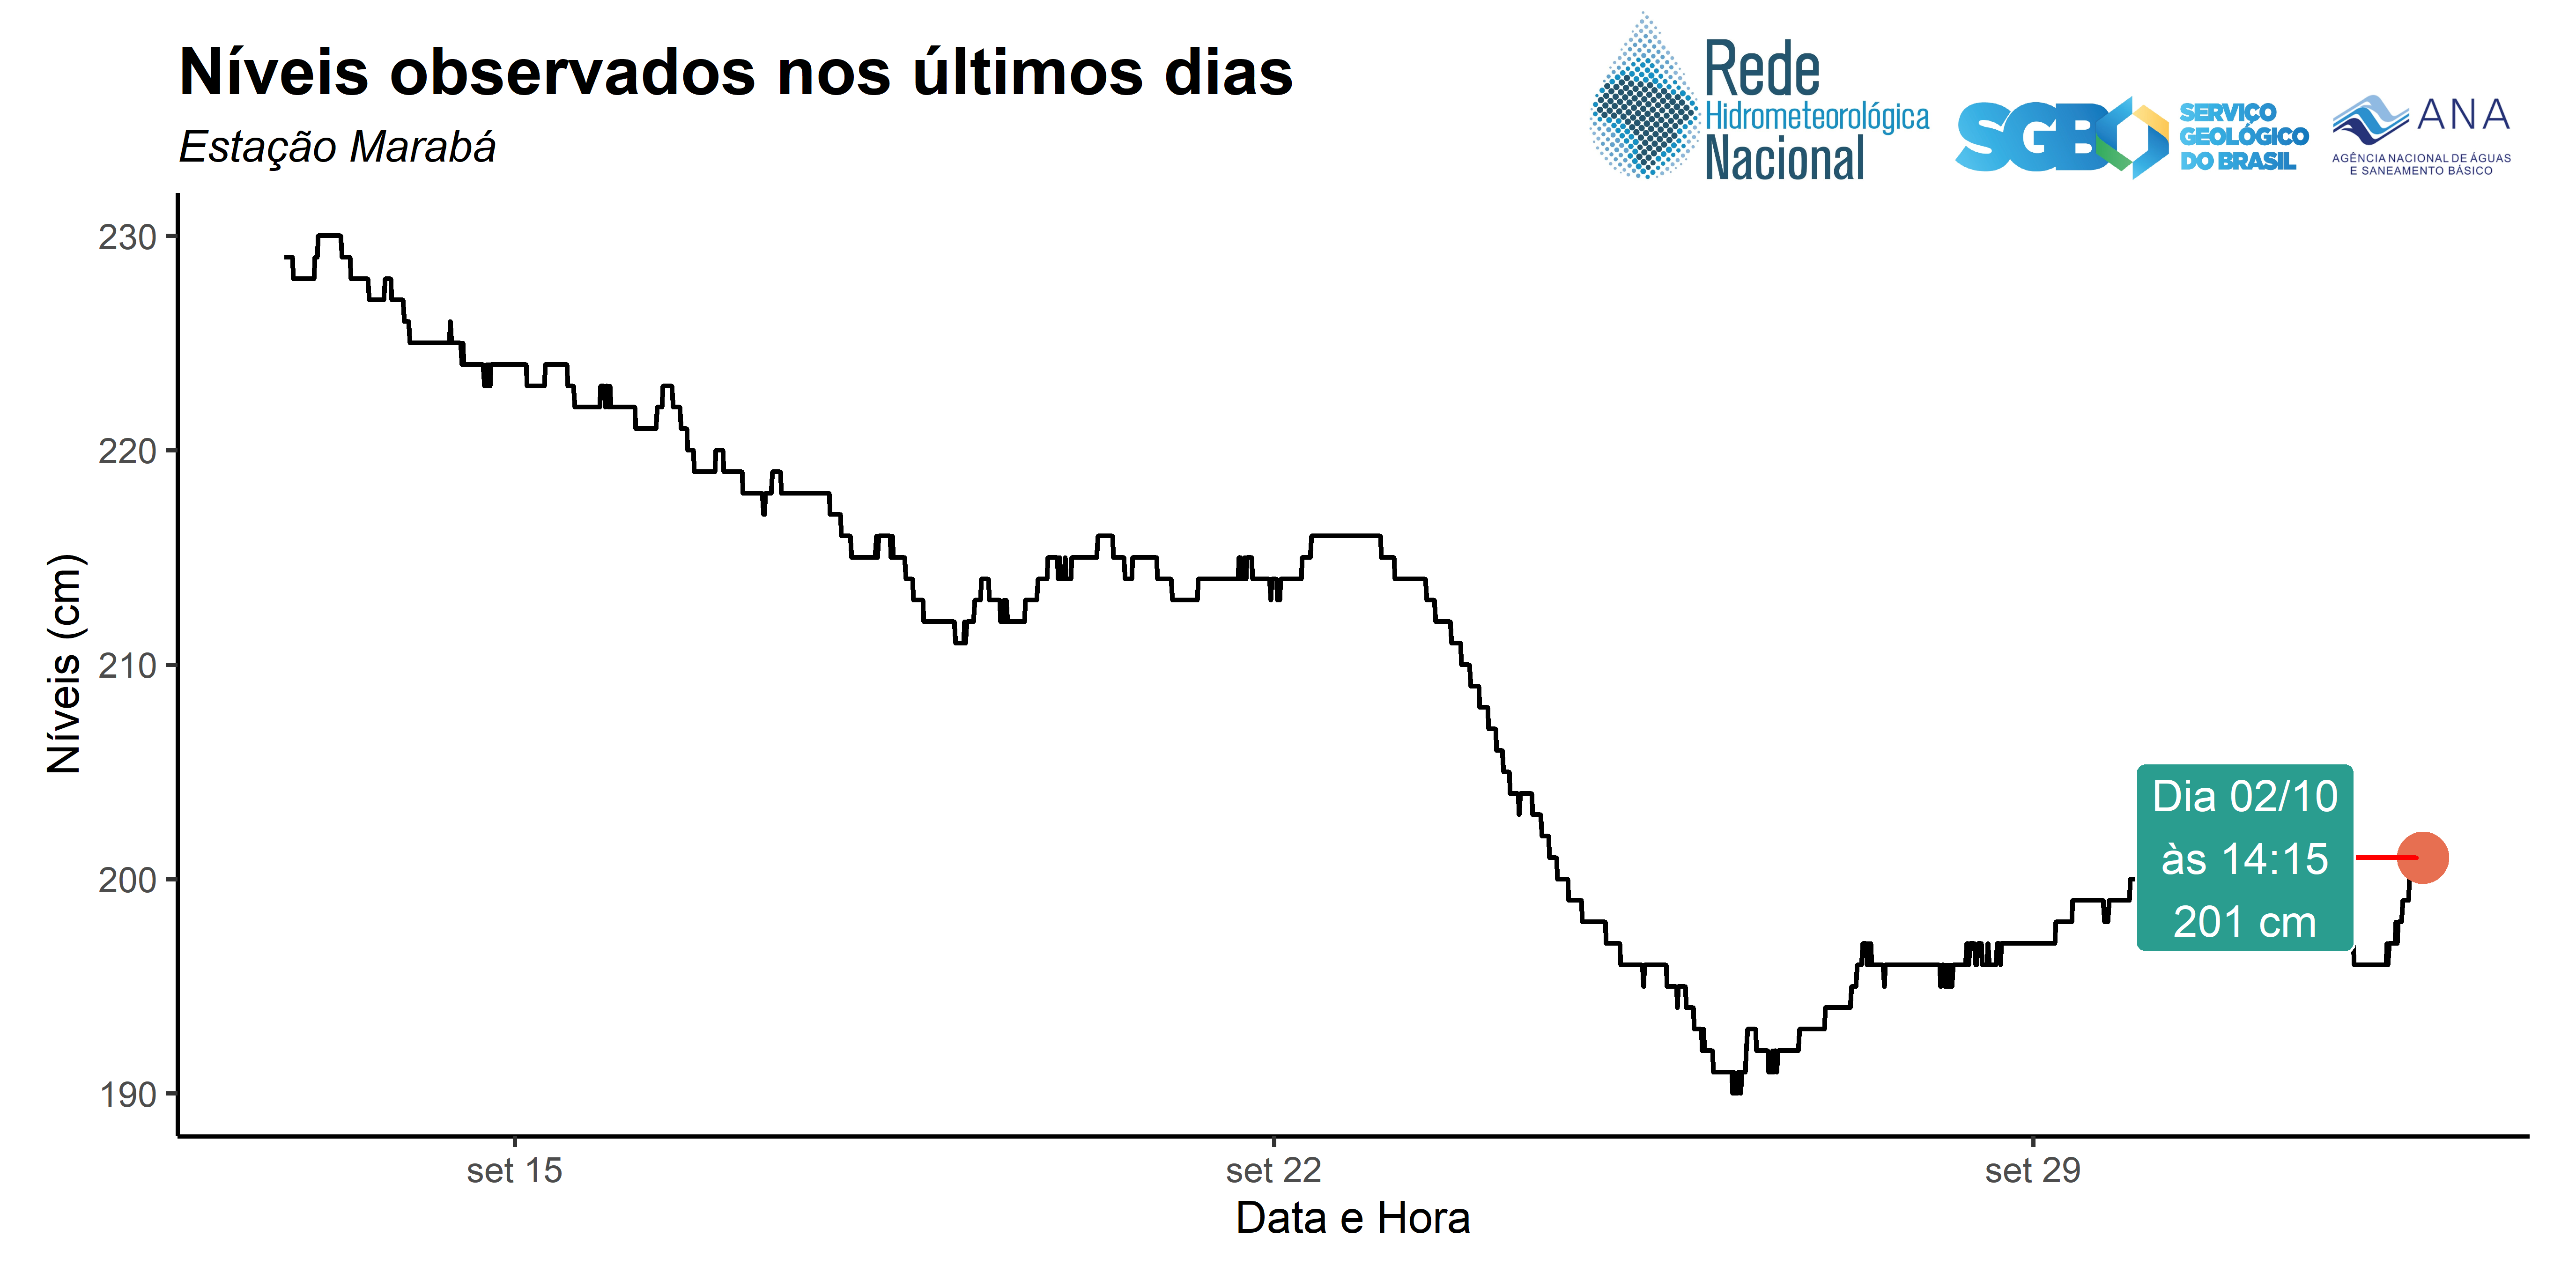 Níveis observados nos últimos dias
Estação Marabá
Rede
Hidrometeorológica
Nacional
SGB
SERVIÇO
GEOLÓGICO
DO BRASIL
ANA
AGÊNCIA NACIONAL DE ÁGUAS
E SANEAMENTO BÁSICO
Níveis (cm)
230
220
210
200
190
Dia 02/10
às 14:15
201 cm
set 15
set 22
set 29
Data e Hora